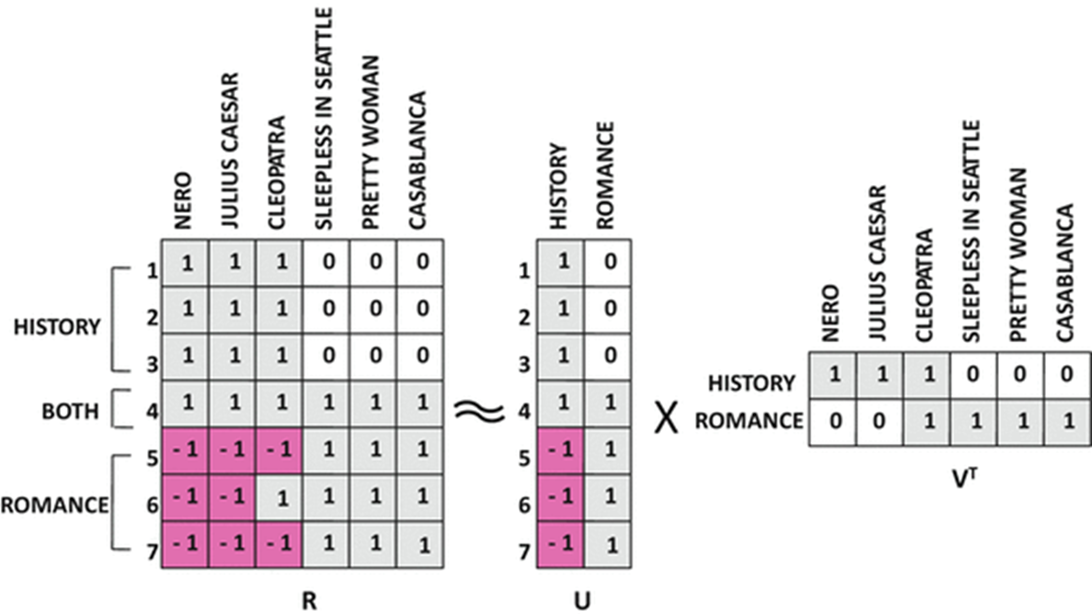 NERO
JULIUS CAESAR
CLEOPATRA
SLEEPLESS IN SEATTLE
PRETTY WOMAN
CASABLANCA
HISTORY
BOTH
ROMANCE
1 1 1 1 0 0 0
2 1 1 1 0 0 0
3 1 1 1 0 0 0
4 1 1 1 1 1 1
5 -1 -1 -1 1 1 1
6 -1 -1 1 1 1 1
7 -1 -1 -1 1 1 1
R
≈
HISTORY
ROMANCE
1 1 0
2 1 0
3 1 0
4 1 1
5 -1 1
6 -1 1
7 -1 1
U
X
NERO
JULIUS CAESAR
CLEOPATRA
SLEEPLESS IN SEATTLE
PRETTY WOMAN
CASABLANCA
HISTORY 1 1 1 0 0 0
ROMANCE 0 0 1 1 1 1
Vᵀ